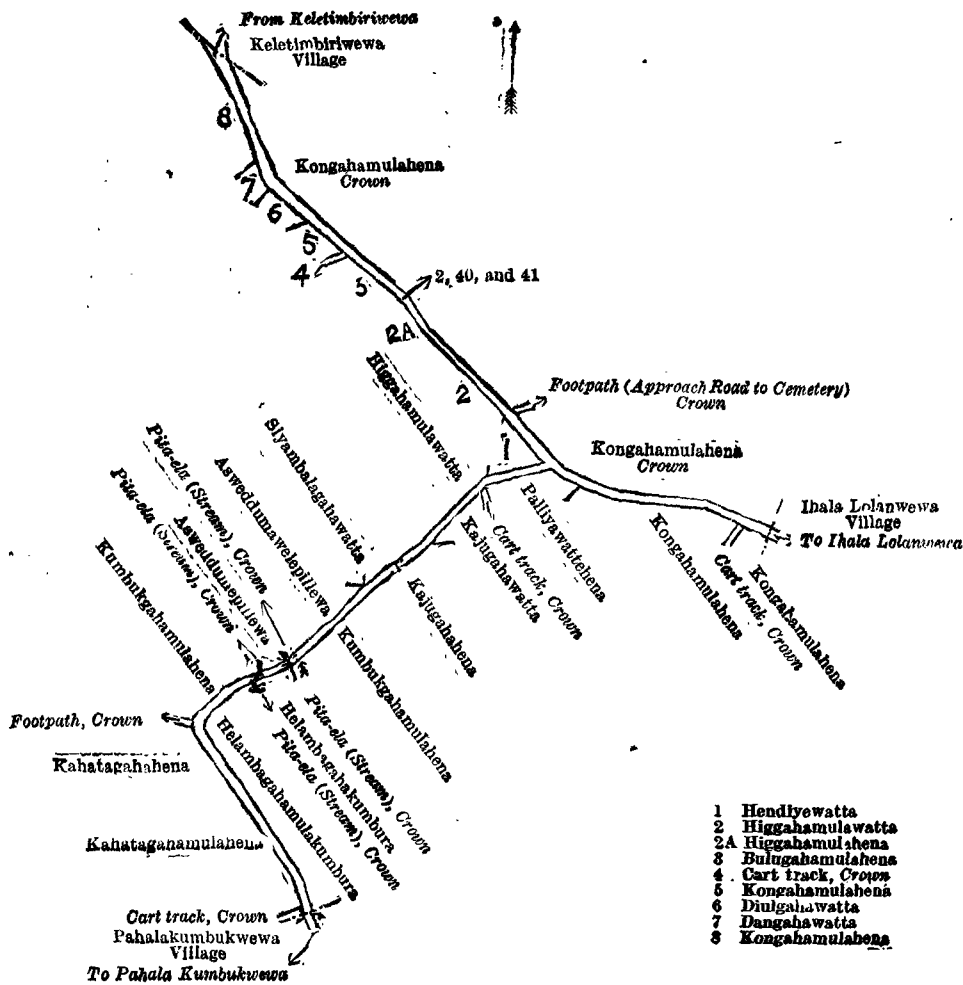 From Keletimbiriwewa
Keletimbiriwewa
Village
8
Kongahamulahena
Crown
7
6
5
4
2, 40, and 41
2A
2
Footpath (Approach Road to Cemetery)
Crown
1
Kongahamulahena
Crown
Ihala Lolanwewa
Village
To Ihala Lolanwewa
Higgahamulawatta
Siyambalagahawatta
Asweddumawelapillewa
Pita-ela (Stream), Crown
Asweddumepillewa
Pita-ela (Stream), Crown
Kumbukgahamulahena
Palliyawattehena
Cart track, Crown
Kajugahawatta
Kajugahahena
Kumbukgahamulahena
Kongahamulahena
Cart track, Crown
Kongahamulahena
Pita-ela (Stream), Crown
Helambagahakumbura
Pita-ela (Stream), Crown
Helambagahamulakumbura
Footpath, Crown
Kahatagahahena
Kahatagahamulahena
Cart track, Crown
Pahalakumbukwewa
Village
To Pahala Kumbukwewa
1 Hendiyewatta
2 Higgahamulawatta
2A Higgahamulahena
3 Bulugahamulahena
4 Cart track, Crown
5 Kongahamulahena
6 Diulgahawatta
7 Dangahawatta
8 Kongahamulahena